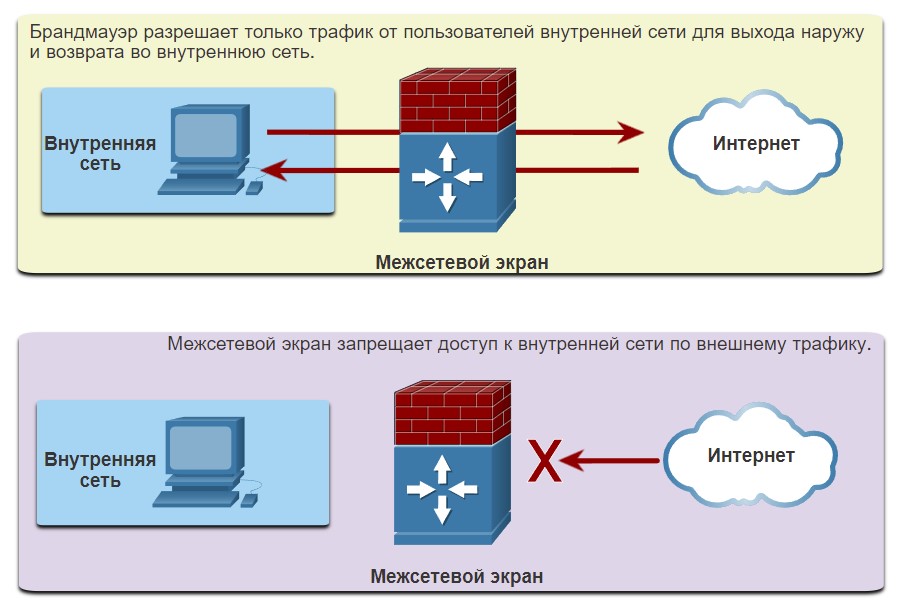 Брандмауэр разрешает только трафик от пользователей внутренней сети для выхода наружу
и возврата во внутреннюю сеть.
Внутренняя
сеть
Интернет
Межсетевой экран
Межсетевой экран запрещает доступ к внутренней сети по внешнему трафику.
Внутренняя
сеть
X
Интернет
Межсетевой экран